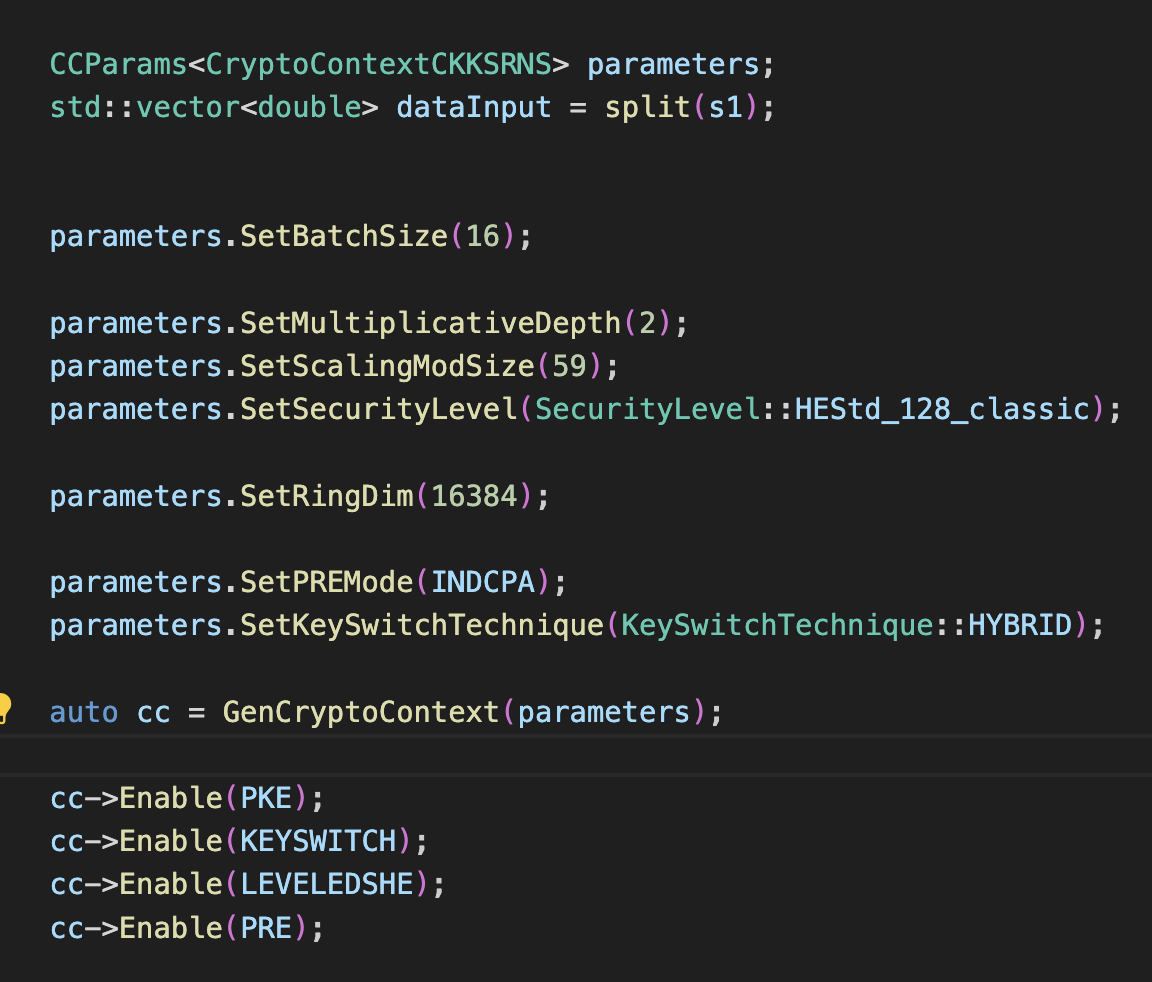 CCParams<CryptoContextCKKSRNS> parameters;
std::vector<double> dataInput = split(s1);
parameters.SetBatchSize(16);
parameters.SetMultiplicativeDepth(2);
parameters.SetScalingModSize(59);
parameters.SetSecurityLevel(SecurityLevel::HEStd_128_classic);
parameters.SetRingDim(16384);
parameters.SetPREMode(INDCPA);
parameters.SetKeySwitchTechnique(KeySwitchTechnique::HYBRID);
auto cc = GenCryptoContext(parameters);
cc->Enable(PKE);
cc->Enable(KEYSWITCH);
cc->Enable(LEVELEDSHE);
cc->Enable(PRE);